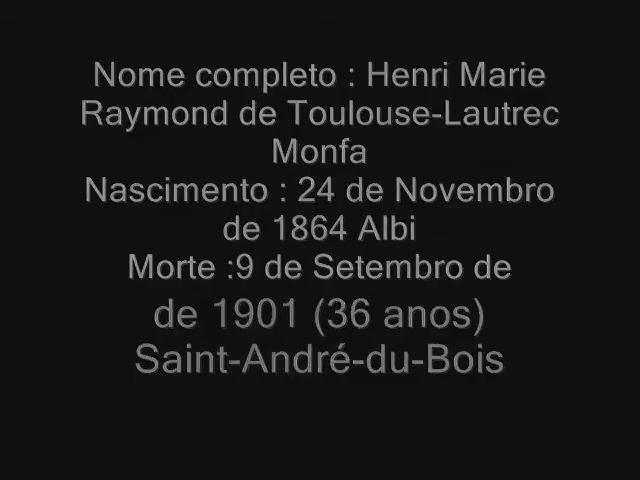 Nome completo : Henri Marie
Raymond de Toulouse-Lautrec
Monfa
Nascimento : 24 de Novembro
de 1864 Albi
Morte :9 de Setembro de
de 1901 (36 anos)
Saint-André-du-Bois